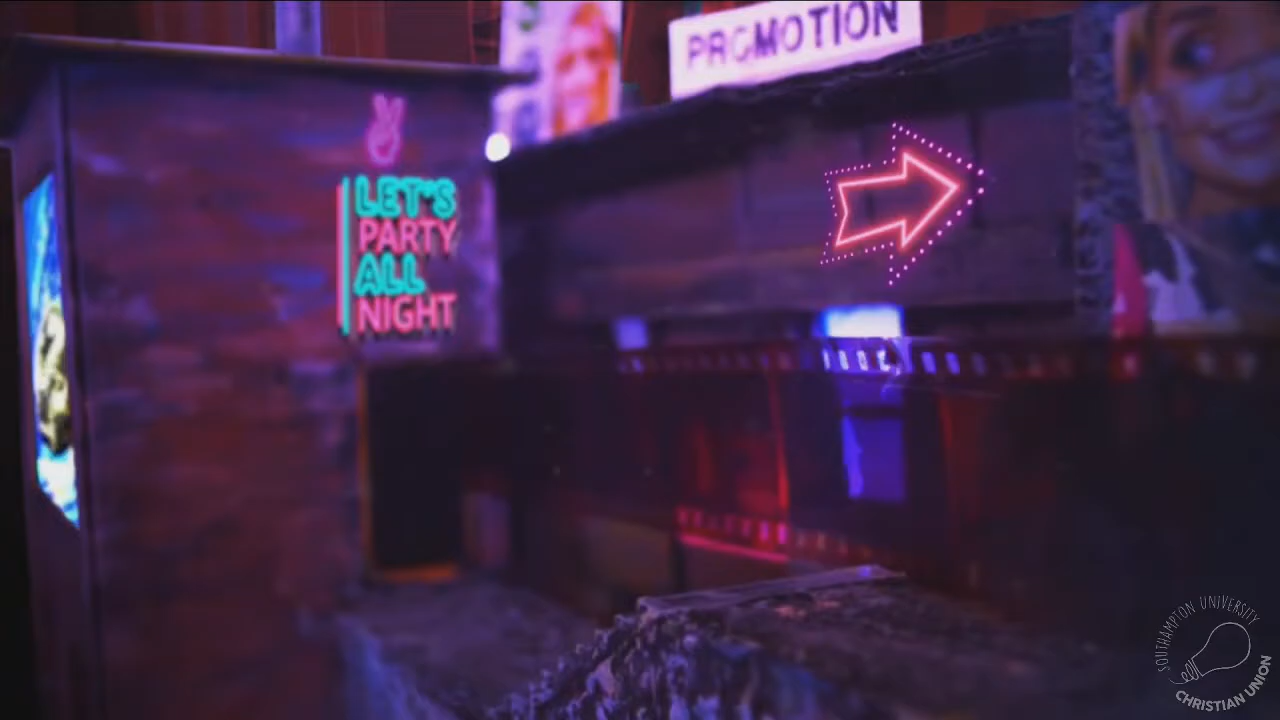 PROMOTION
LET'S
PARTY
ALL
NIGHT
SOUTHAMPTON UNIVERSITY
CHRISTIAN UNION